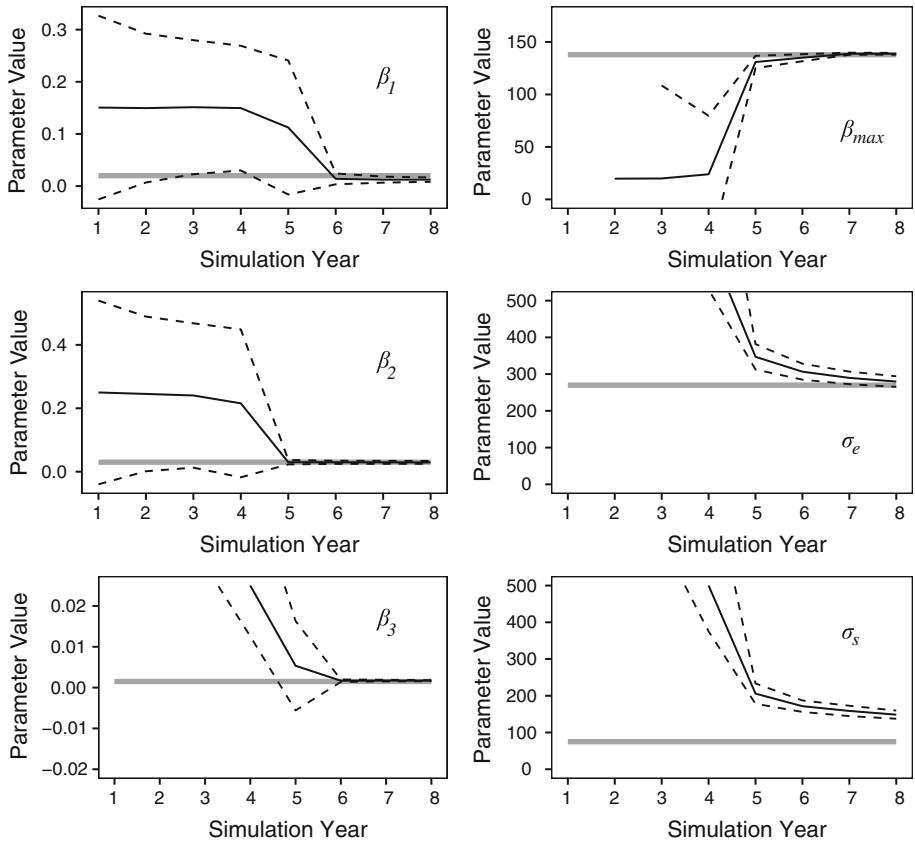 Parameter Value
0.3
0.2
0.1
0.0
β1
1 2 3 4 5 6 7 8
Simulation Year
Parameter Value
150
100
50
0
βmax
1 2 3 4 5 6 7 8
Simulation Year
Parameter Value
0.4
0.2
0.0
β2
1 2 3 4 5 6 7 8
Simulation Year
Parameter Value
500
400
300
200
100
0
σe
1 2 3 4 5 6 7 8
Simulation Year
Parameter Value
0.02
0.01
0.00
−0.01
−0.02
β3
1 2 3 4 5 6 7 8
Simulation Year
Parameter Value
500
400
300
200
100
0
σs
1 2 3 4 5 6 7 8
Simulation Year